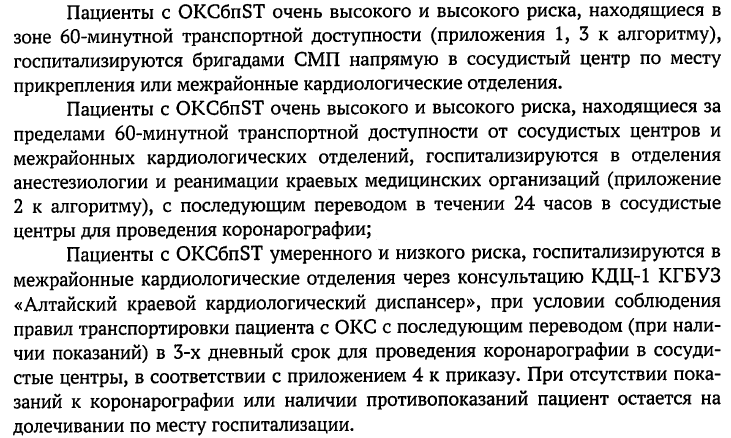 Пациенты с ОКСбпST очень высокого и высокого риска, находящиеся в
зоне 60-минутной транспортной доступности (приложения 1, 3 к алгоритму),
госпитализируются бригадами СМП напрямую в сосудистый центр по месту
прикрепления или межрайонные кардиологические отделения.
Пациенты с ОКСбпST очень высокого и высокого риска, находящиеся за
пределами 60-минутной транспортной доступности от сосудистых центров и
межрайонных кардиологических отделений, госпитализируются в отделения
анестезиологии и реанимации краевых медицинских организаций (приложение
2 к алгоритму), с последующим переводом в течении 24 часов в сосудистые
центры для проведения коронарографии;
Пациенты с ОКСбпST умеренного и низкого риска, госпитализируются в
межрайонные кардиологические отделения через консультацию КДЦ-1 КГБУЗ
«Алтайский краевой кардиологический диспансер», при условии соблюдения
правил транспортировки пациента с ОКС с последующим переводом (при нали-
чии показаний) в 3-х дневный срок для проведения коронарографии в сосуди-
стые центры, в соответствии с приложением 4 к приказу. При отсутствии пока-
заний к коронарографии или наличии противопоказаний пациент остается на
долечивании по месту госпитализации.